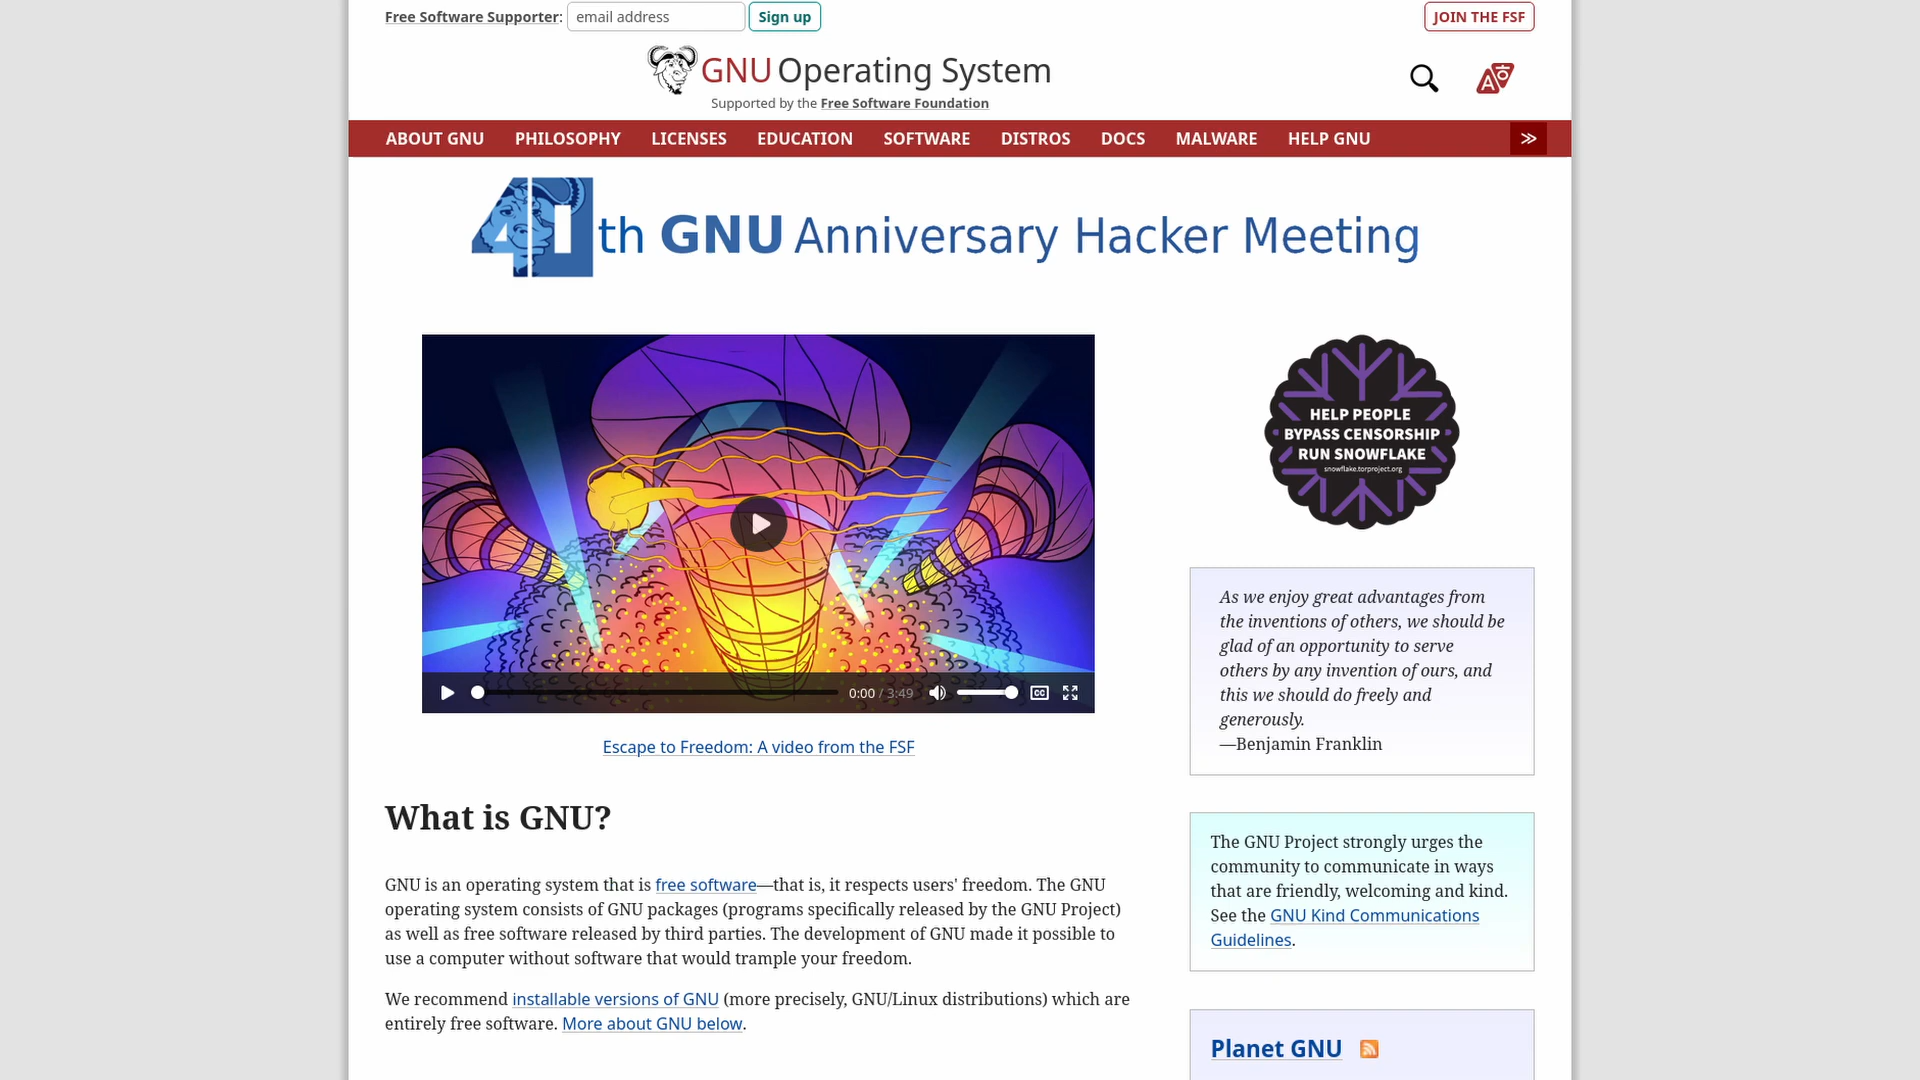 Free Software Supporter: email address Sign up
JOIN THE FSF
GNU Operating System
Supported by the Free Software Foundation
ABOUT GNU PHILOSOPHY LICENSES EDUCATION SOFTWARE DISTROS DOCS MALWARE HELP GNU ≫
40th GNU Anniversary Hacker Meeting
0:00 / 3:49
CC
Escape to Freedom: A video from the FSF
What is GNU?
GNU is an operating system that is free software—that is, it respects users' freedom. The GNU
operating system consists of GNU packages (programs specifically released by the GNU Project)
as well as free software released by third parties. The development of GNU made it possible to
use a computer without software that would trample your freedom.
We recommend installable versions of GNU (more precisely, GNU/Linux distributions) which are
entirely free software. More about GNU below.
HELP PEOPLE
BYPASS CENSORSHIP
RUN SNOWFLAKE
snowflake.torproject.org
As we enjoy great advantages from
the inventions of others, we should be
glad of an opportunity to serve
others by any invention of ours, and
this we should do freely and
generously.
—Benjamin Franklin
The GNU Project strongly urges the
community to communicate in ways
that are friendly, welcoming and kind.
See the GNU Kind Communications
Guidelines.
Planet GNU